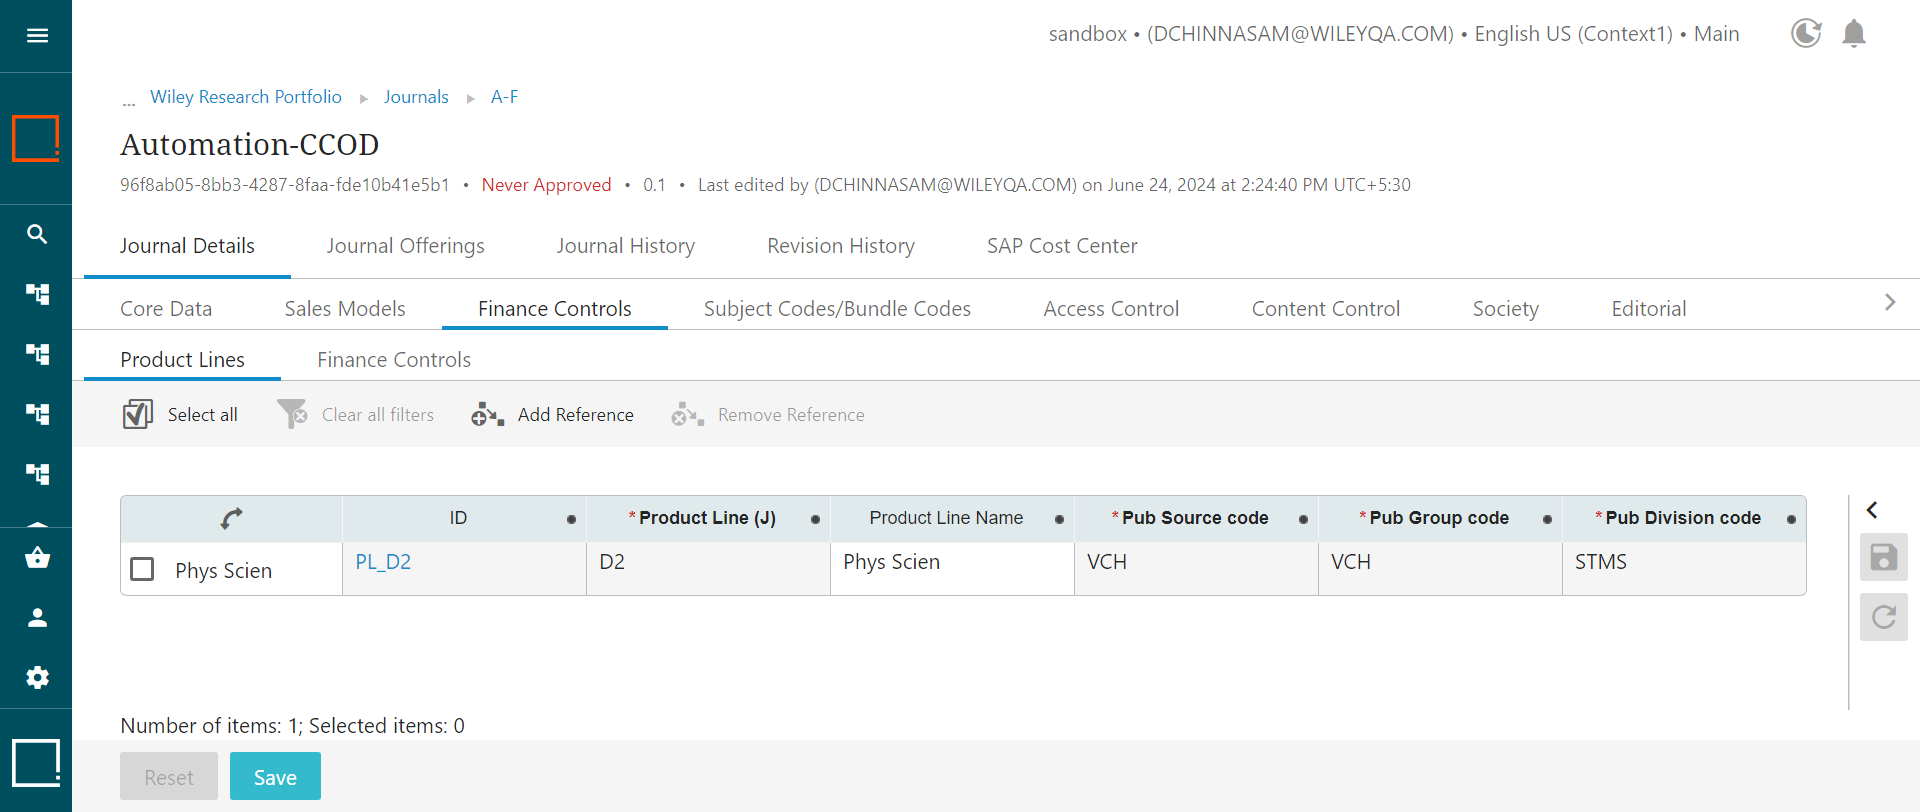 sandbox • (DCHINNASAM@WILEYQA.COM) • English US (Context1) • Main
... Wiley Research Portfolio Journals A-F
Automation-CCOD
96f8ab05-8bb3-4287-8faa-fde10b41e5b1 • Never Approved • 0.1 • Last edited by (DCHINNASAM@WILEYQA.COM) on June 24, 2024 at 2:24:40 PM UTC+5:30
Journal Details Journal Offerings Journal History Revision History SAP Cost Center
Core Data Sales Models Finance Controls Subject Codes/Bundle Codes Access Control Content Control Society Editorial
Product Lines Finance Controls
Select all Clear all filters Add Reference Remove Reference
ID *Product Line (J) Product Line Name *Pub Source code *Pub Group code *Pub Division code
Phys Scien PL_D2 D2 Phys Scien VCH VCH STMS
Number of items: 1; Selected items: 0
Reset Save